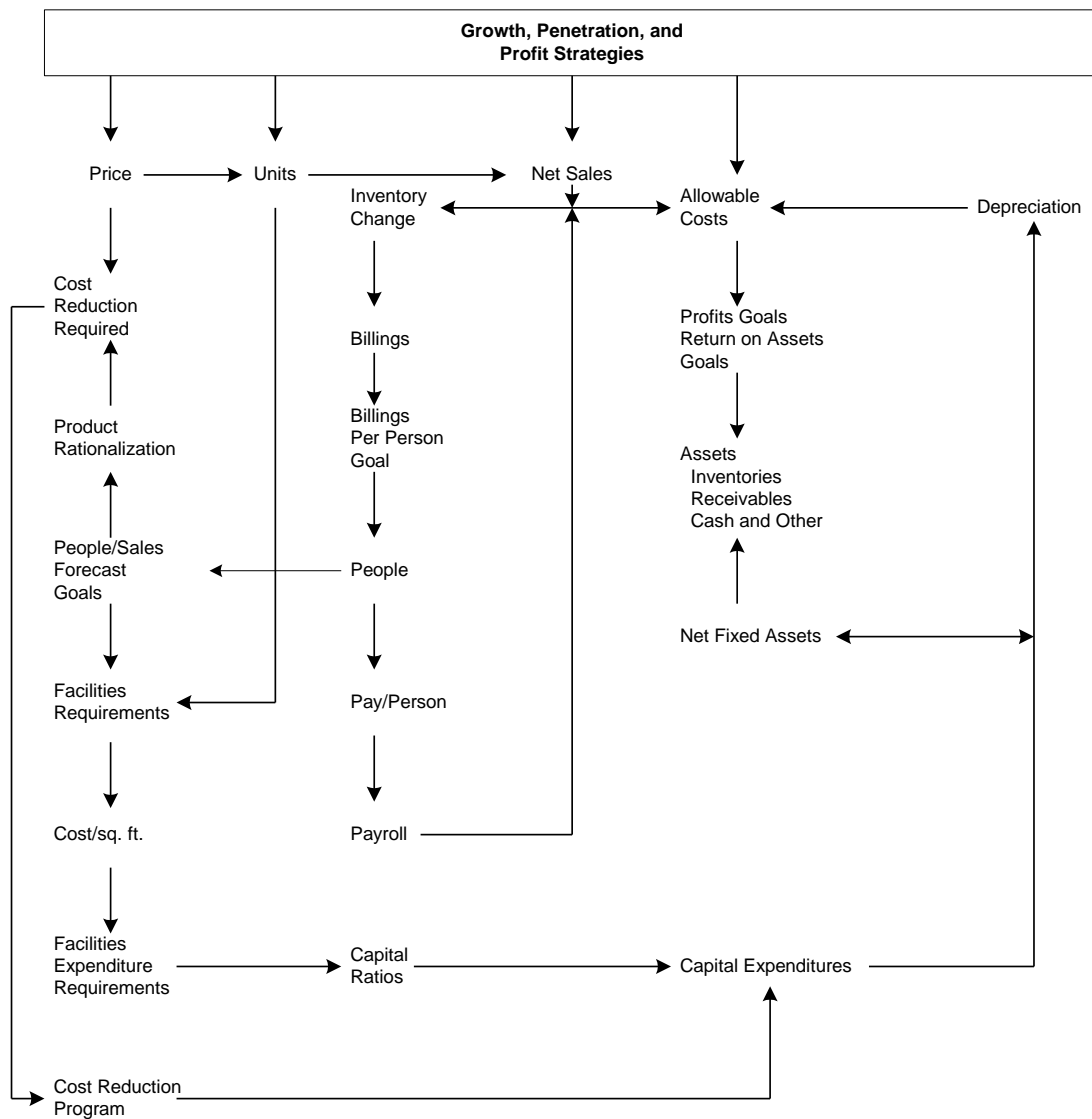 Growth, Penetration, and
Profit Strategies
Price
Units
Net Sales
Inventory
Change
Allowable
Costs
Depreciation
Cost
Reduction
Required
Billings
Profits Goals
Return on Assets
Goals
Product
Rationalization
Billings
Per Person
Goal
Assets
Inventories
Receivables
Cash and Other
People/Sales
Forecast
Goals
People
Net Fixed Assets
Facilities
Requirements
Pay/Person
Cost/sq. ft.
Payroll
Facilities
Expenditure
Requirements
Capital
Ratios
Capital Expenditures
Cost Reduction
Program